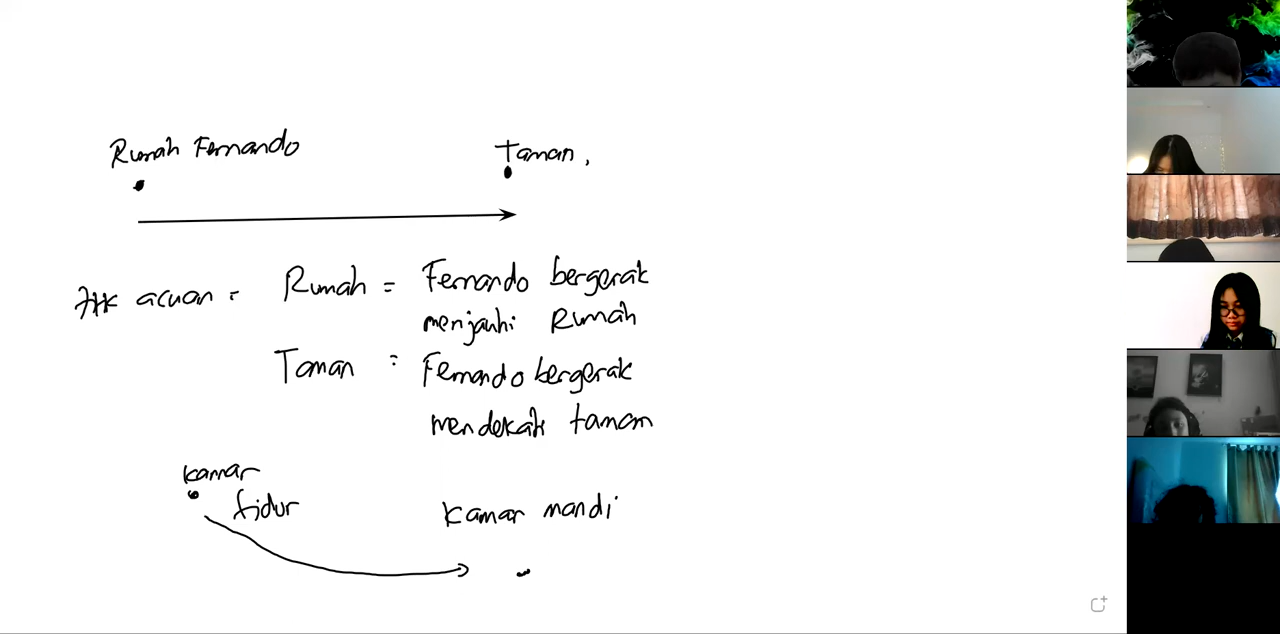 Rumah Fernando
Taman,
ttk acuan = Rumah = Fernando bergerak
menjauhi Rumah
Taman : Fernando bergerak
mendekati taman
kamar
tidur
kamar mandi